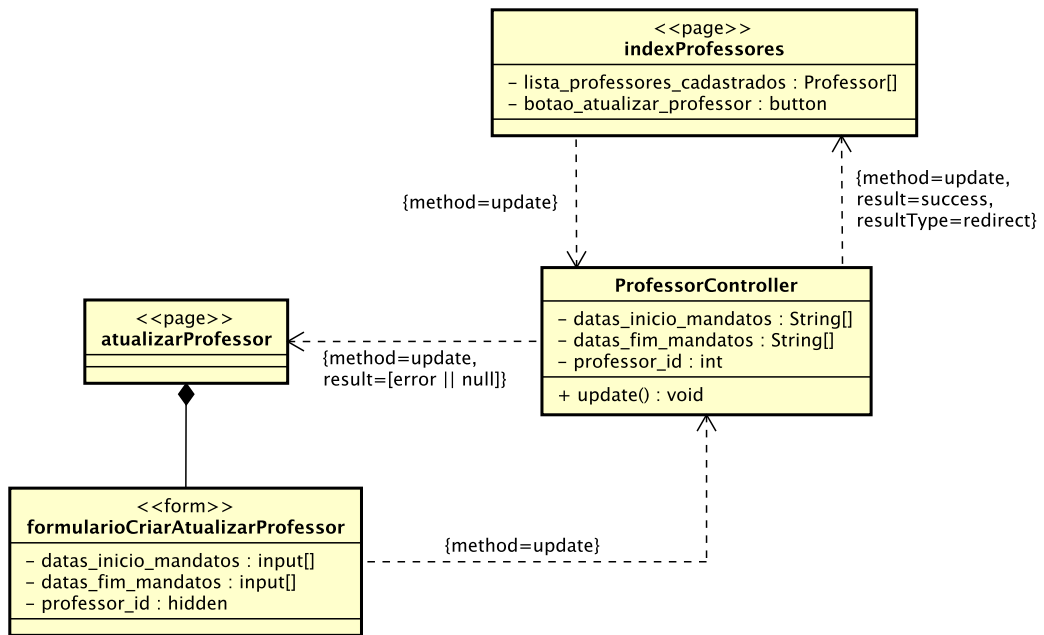 <<page>>
indexProfessores
- lista_professores_cadastrados : Professor[]
- botao_atualizar_professor : button
{method=update}
{method=update,
result=success,
resultType=redirect}
ProfessorController
- datas_inicio_mandatos : String[]
- datas_fim_mandatos : String[]
- professor_id : int
+ update() : void
<<page>>
atualizarProfessor
{method=update,
result=[error || null]}
<<form>>
formularioCriarAtualizarProfessor
- datas_inicio_mandatos : input[]
- datas_fim_mandatos : input[]
- professor_id : hidden
{method=update}